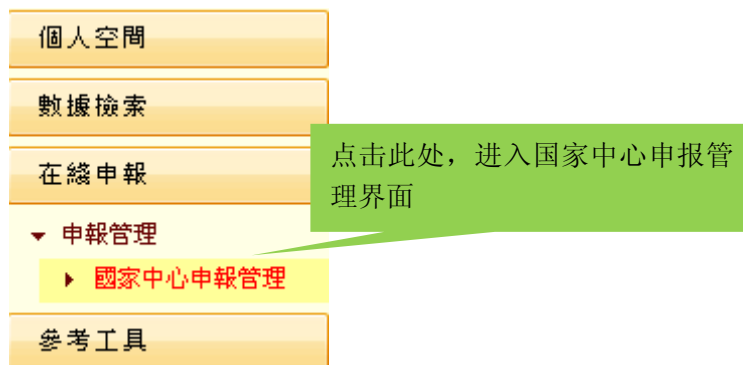 個人空間
數據檢索
在綫申報
点击此处，进入国家中心申报管
理界面
申報管理
國家中心申報管理
參考工具